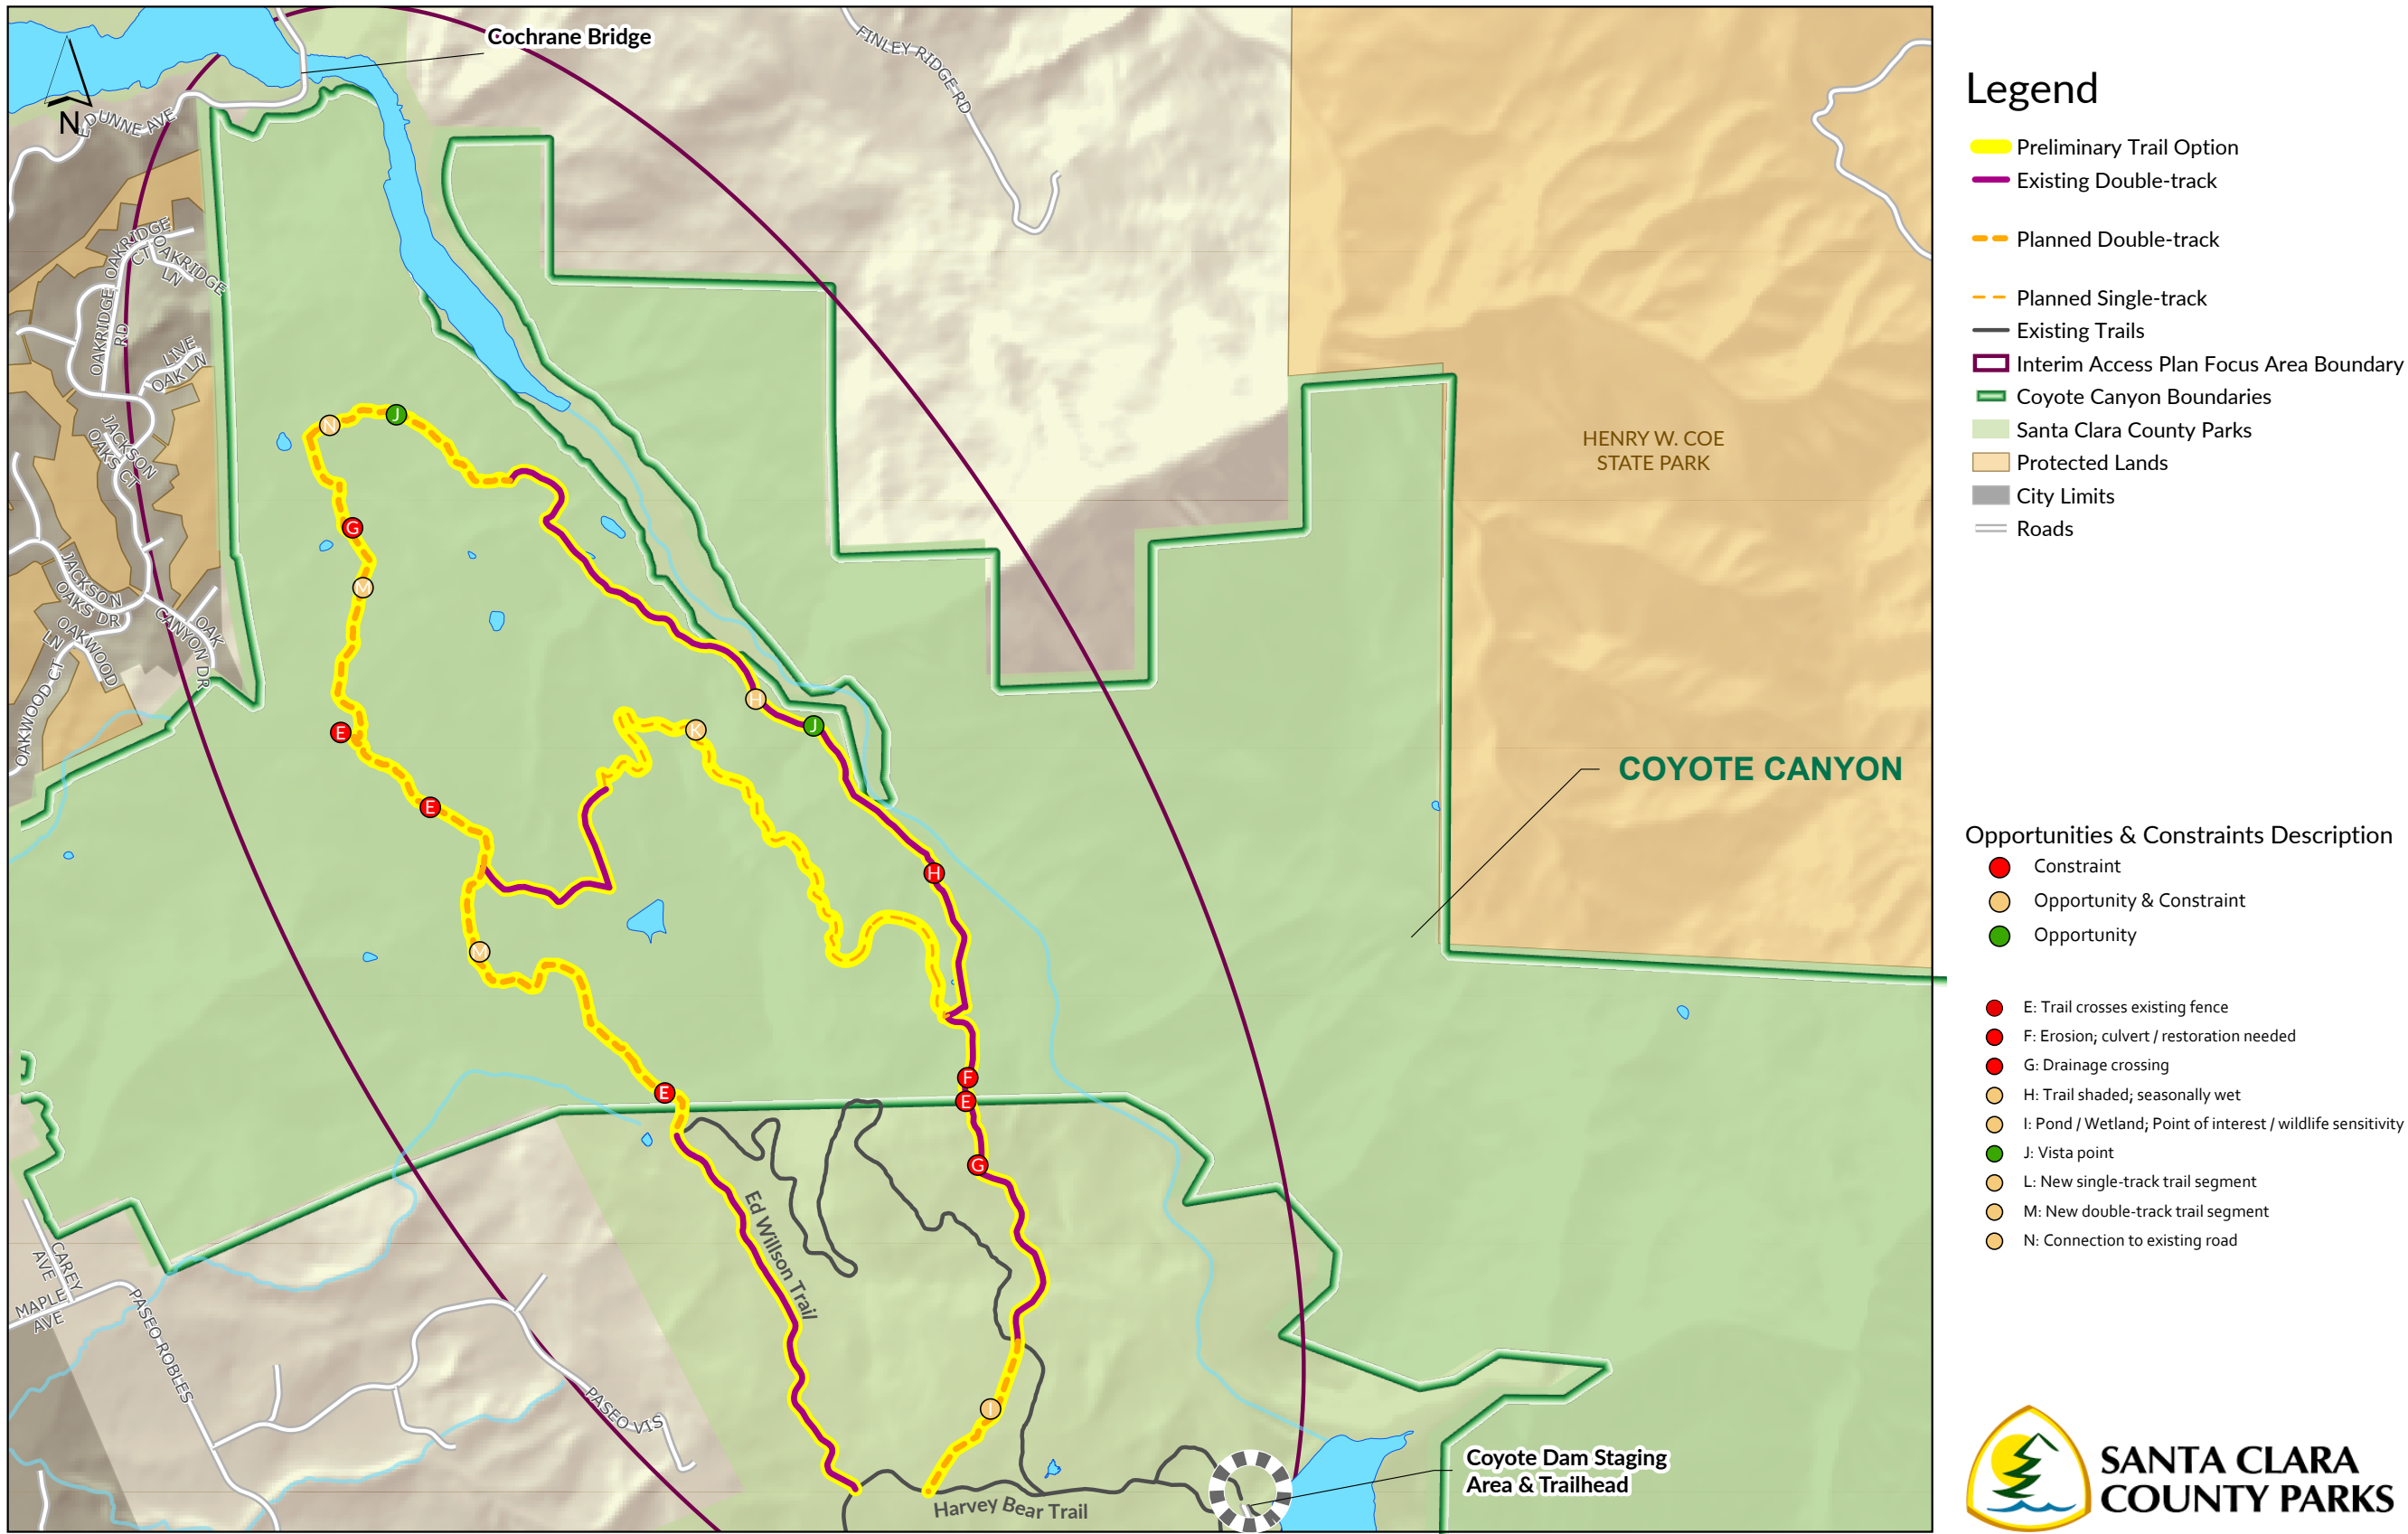 Cochrane Bridge
FINLEY RIDGE RD
N
E DUNNE AVE
OAKRIDGE
CT
OAKRIDGE
LN
OAKRIDGE
RD
LIVE
OAK LN
JACKSON
OAKS CT
JACKSON
OAKS DR
OAKWOOD
LN
OAKWOOD CT
OAK
CANYON DR
HENRY W. COE
STATE PARK
COYOTE CANYON
N
J
G
M
E
E
M
E
K
H
J
H
F
E
G
I
Ed Willson Trail
Harvey Bear Trail
CAREY
AVE
MAPLE
AVE
PASEO ROBLES
PASEO VIS
Coyote Dam Staging
Area & Trailhead
Legend
Preliminary Trail Option
Existing Double-track
Planned Double-track
Planned Single-track
Existing Trails
Interim Access Plan Focus Area Boundary
Coyote Canyon Boundaries
Santa Clara County Parks
Protected Lands
City Limits
Roads
Opportunities & Constraints Description
Constraint
Opportunity & Constraint
Opportunity
E: Trail crosses existing fence
F: Erosion; culvert / restoration needed
G: Drainage crossing
H: Trail shaded; seasonally wet
I: Pond / Wetland; Point of interest / wildlife sensitivity
J: Vista point
L: New single-track trail segment
M: New double-track trail segment
N: Connection to existing road
SANTA CLARA
COUNTY PARKS